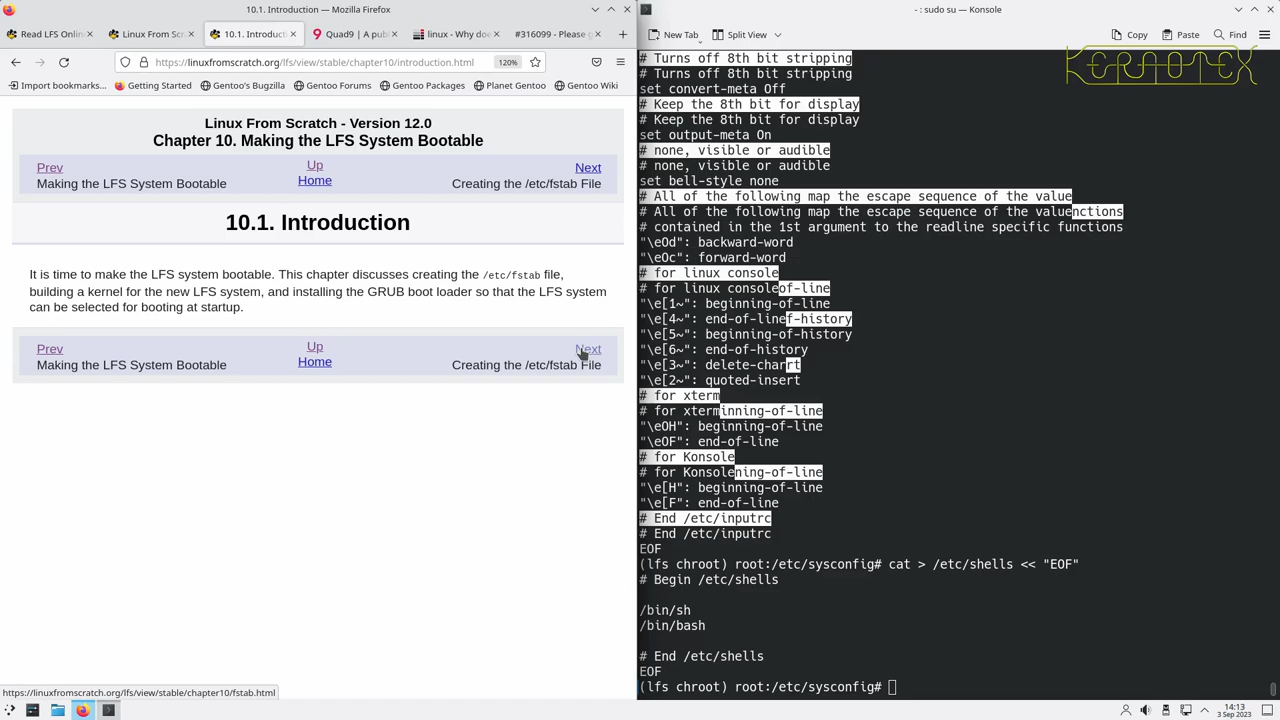 10.1. Introduction — Mozilla Firefox
Read LFS Onlin
Linux From Scr
10.1. Introducti
Quad9 | A publ
linux - Why doe
#316099 - Please g
https://linuxfromscratch.org/lfs/view/stable/chapter10/introduction.html
120%
Import bookmarks...
Getting Started
Gentoo's Bugzilla
Gentoo Forums
Gentoo Packages
Planet Gentoo
Gentoo Wiki
Linux From Scratch - Version 12.0
Chapter 10. Making the LFS System Bootable
Prev
Up
Next
Making the LFS System Bootable
Home
Creating the /etc/fstab File
10.1. Introduction
It is time to make the LFS system bootable. This chapter discusses creating the /etc/fstab file,
building a kernel for the new LFS system, and installing the GRUB boot loader so that the LFS system
can be selected for booting at startup.
Prev
Up
Next
Making the LFS System Bootable
Home
Creating the /etc/fstab File
https://linuxfromscratch.org/lfs/view/stable/chapter10/fstab.html
- : sudo su — Konsole
New Tab
Split View
Copy
Paste
Find
KERNOTEX
# Turns off 8th bit stripping
# Turns off 8th bit stripping
set convert-meta Off
# Keep the 8th bit for display
# Keep the 8th bit for display
set output-meta On
# none, visible or audible
# none, visible or audible
set bell-style none
# All of the following map the escape sequence of the value
# All of the following map the escape sequence of the valuenctions
# contained in the 1st argument to the readline specific functions
"\eOd": backward-word
"\eOc": forward-word
# for linux console
# for linux consoleof-line
"\e[1~": beginning-of-line
"\e[4~": end-of-linef-history
"\e[5~": beginning-of-history
"\e[6~": end-of-history
"\e[3~": delete-charrt
"\e[2~": quoted-insert
# for xterm
# for xterminning-of-line
"\eOH": beginning-of-line
"\eOF": end-of-line
# for Konsole
# for Konsolening-of-line
"\e[H": beginning-of-line
"\e[F": end-of-line
# End /etc/inputrc
# End /etc/inputrc
EOF
(lfs chroot) root:/etc/sysconfig# cat > /etc/shells << "EOF"
# Begin /etc/shells
/bin/sh
/bin/bash
# End /etc/shells
EOF
(lfs chroot) root:/etc/sysconfig#
14:13
3 Sep 2023